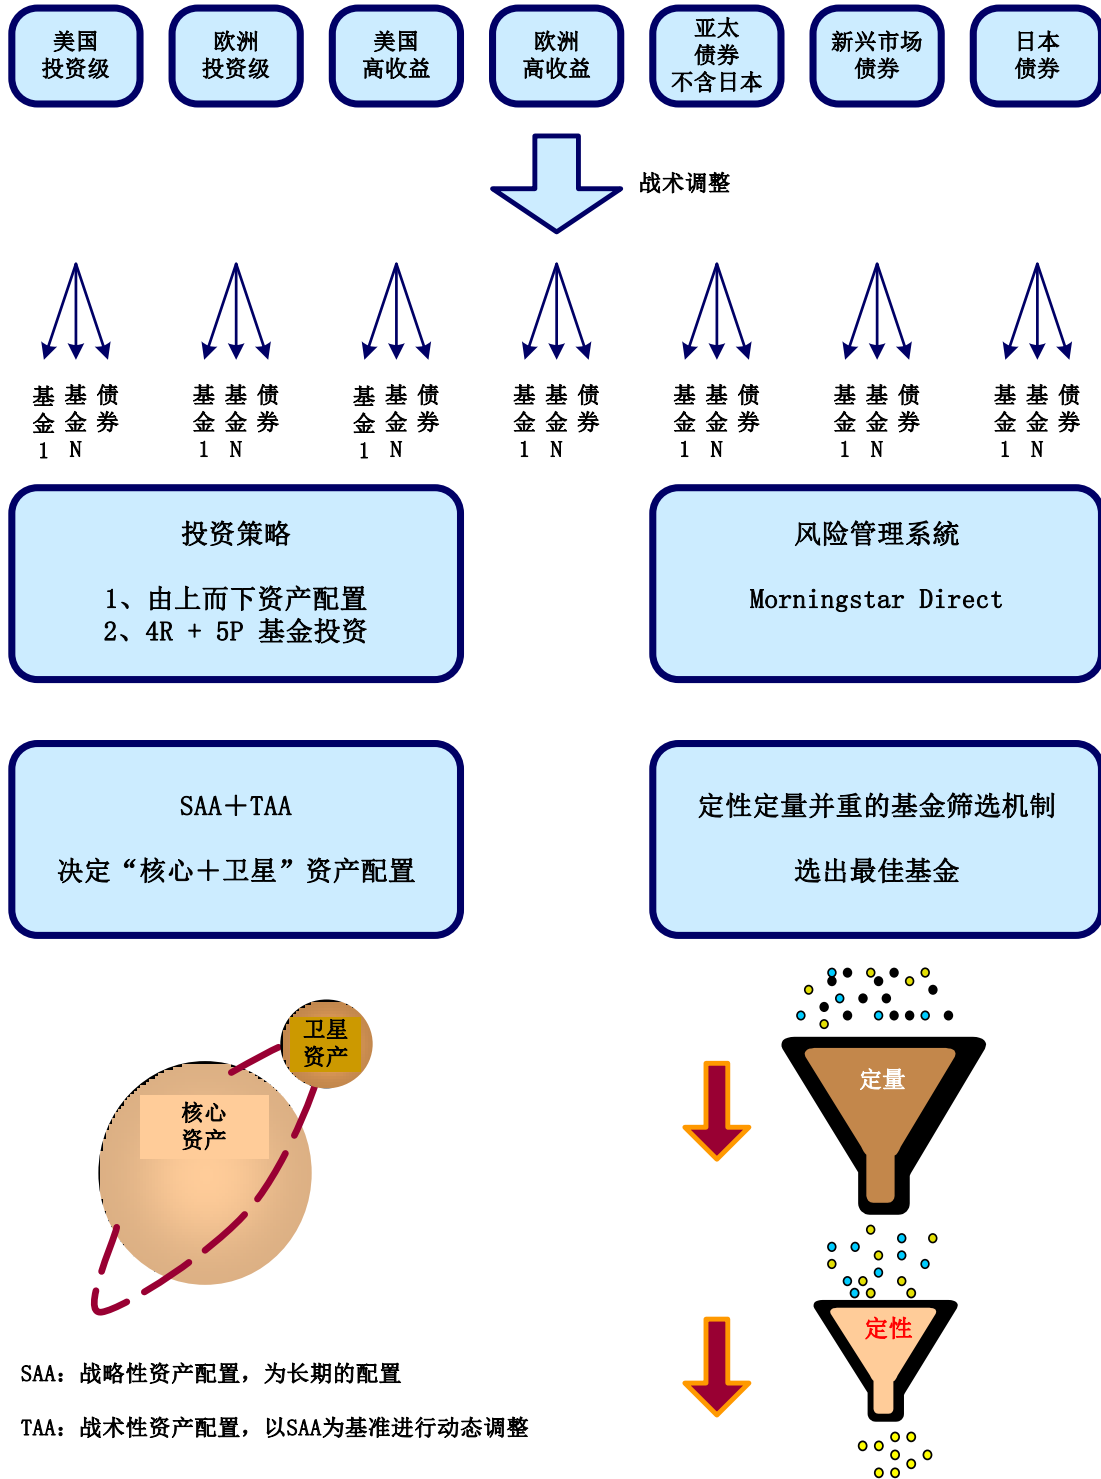 美国
投资级
欧洲
投资级
美国
高收益
欧洲
高收益
亚太
债券
不含日本
新兴市场
债券
日本
债券
战术调整
基金1
基金N
债券
基金1
基金N
债券
基金1
基金N
债券
基金1
基金N
债券
基金1
基金N
债券
基金1
基金N
债券
基金1
基金N
债券
投资策略
1、由上而下资产配置
2、4R + 5P 基金投资
风险管理系統
Morningstar Direct
SAA＋TAA
决定“核心＋卫星”资产配置
定性定量并重的基金筛选机制
选出最佳基金
卫星
资产
核心
资产
定量
定性
SAA：战略性资产配置，为长期的配置
TAA：战术性资产配置，以SAA为基准进行动态调整